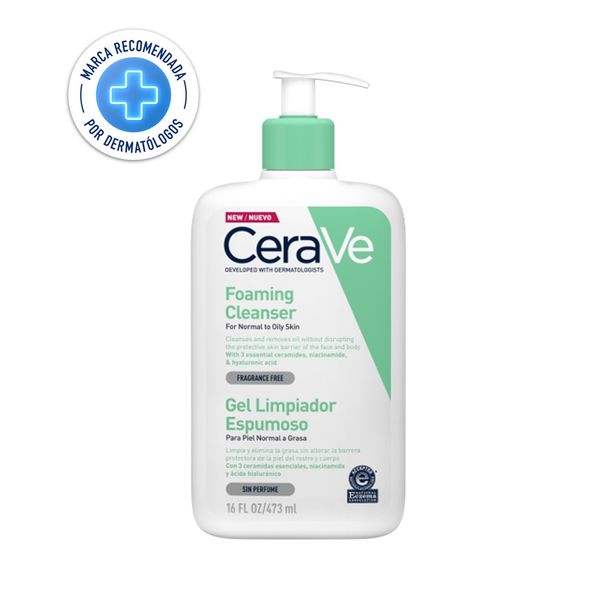 MARCA RECOMENDADA
POR DERMATÓLOGOS
NEW / NUEVO
CeraVe
DEVELOPED WITH DERMATOLOGISTS
Foaming
Cleanser
For Normal to Oily Skin
Cleanses and removes oil without disrupting
the protective skin barrier of the face and body
With 3 essential ceramides, niacinamide,
& hyaluronic acid
FRAGRANCE FREE
Gel Limpiador
Espumoso
Para Piel Normal a Grasa
Limpia y elimina la grasa sin alterar la barrera
protectora de la piel del rostro y cuerpo
Con 3 ceramidas esenciales, niacinamida
y ácido hialurónico
SIN PERFUME
16 FL OZ/473 ml
ACCEPTED
e
NATIONAL
Eczema
ASSOCIATION